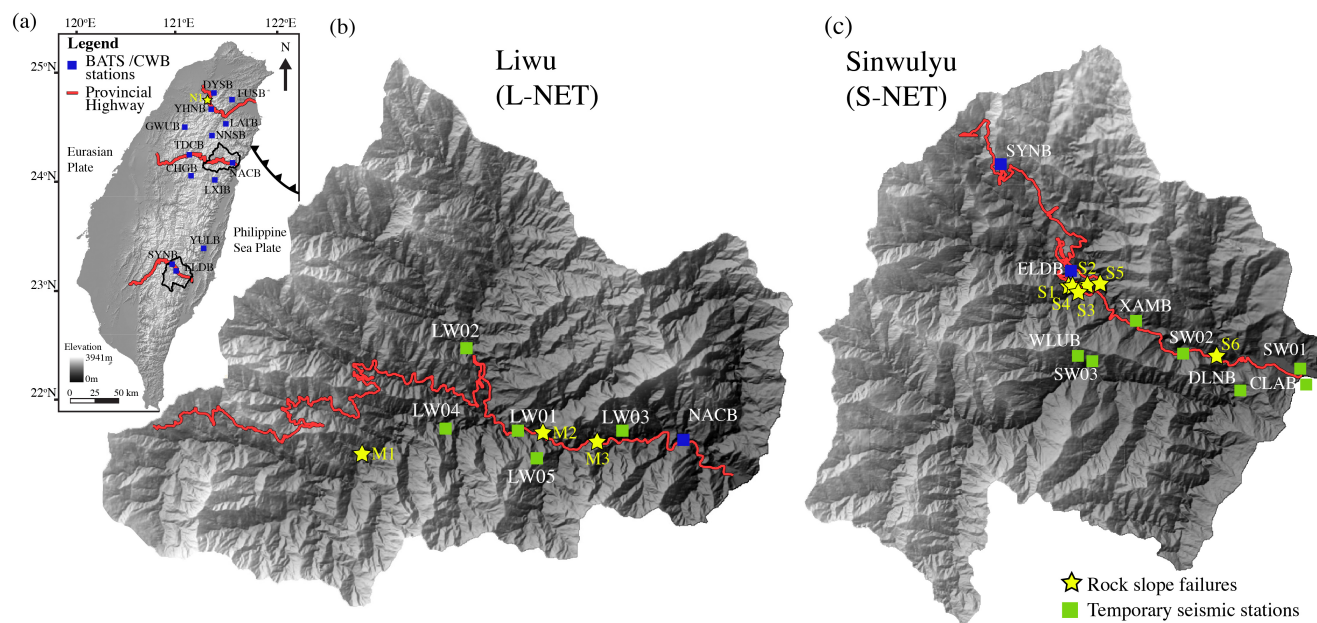 (a)
120°E
121°E
122°E
25°N
24°N
23°N
22°N
Legend
BATS /CWB
stations
Provincial
Highway
N
DYSB
N1
YHNB
GWUB
LATB
NNSB
TDCB
Eurasian
Plate
CHGB
NACB
LXIB
YULB
Philippine
Sea Plate
SYNB
ELDB
Elevation
3941m
0m
0 25 50 km
(b)
Liwu
(L-NET)
LW02
LW04
LW01
LW03
NACB
M2
M1
M3
LW05
(c)
Sinwulyu
(S-NET)
SYNB
ELDB
S2
S5
S1
S4
S3
XAMB
WLUB
SW02
S6
SW01
SW03
DLNB
CLAB
Rock slope failures
Temporary seismic stations